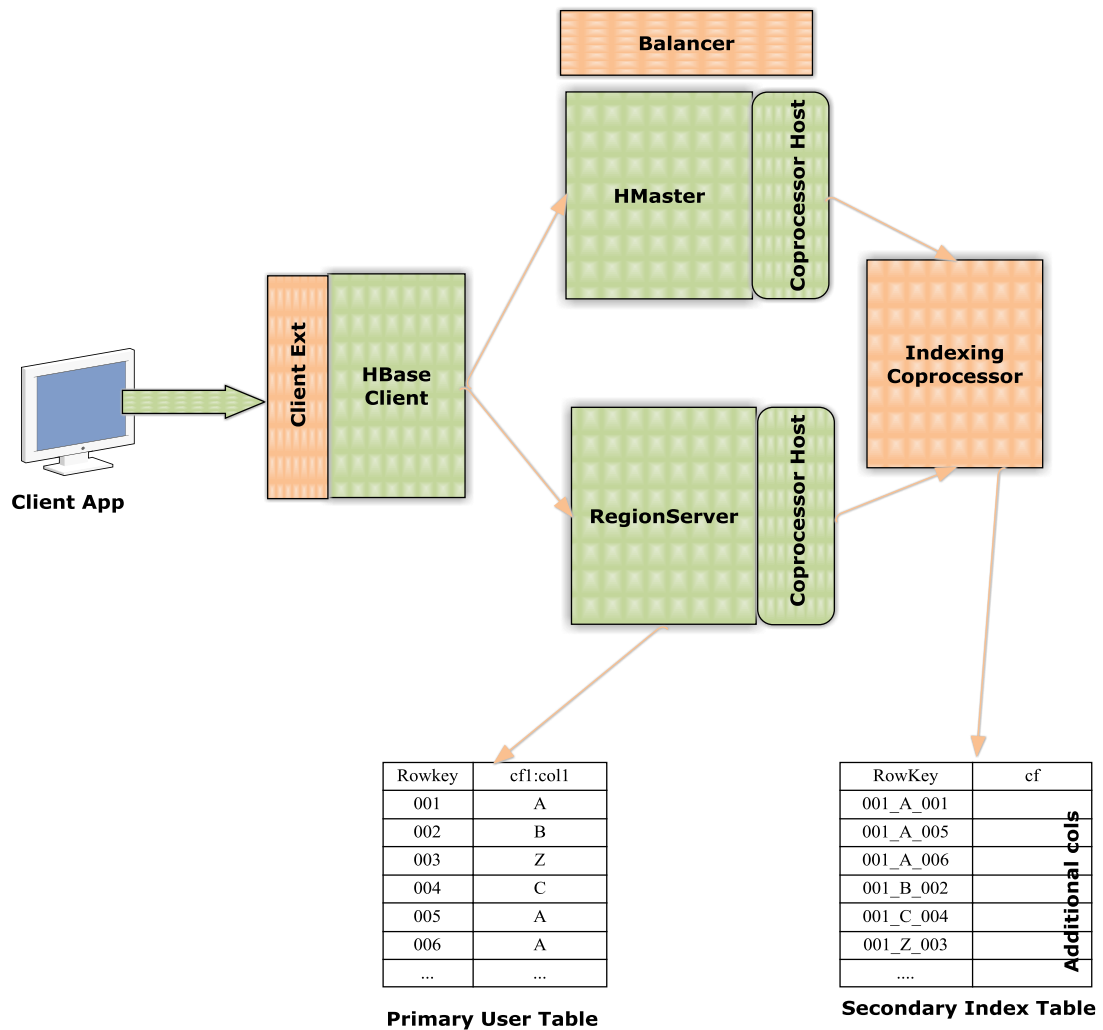 Balancer
HMaster
Coprocessor Host
Client Ext
HBase
Client
Indexing
Coprocessor
Client App
RegionServer
Coprocessor Host
Rowkey cf1:col1
001 A
002 B
003 Z
004 C
005 A
006 A
... ...
Primary User Table
RowKey cf
001_A_001
001_A_005
001_A_006
001_B_002
001_C_004
001_Z_003
....
Additional cols
Secondary Index Table